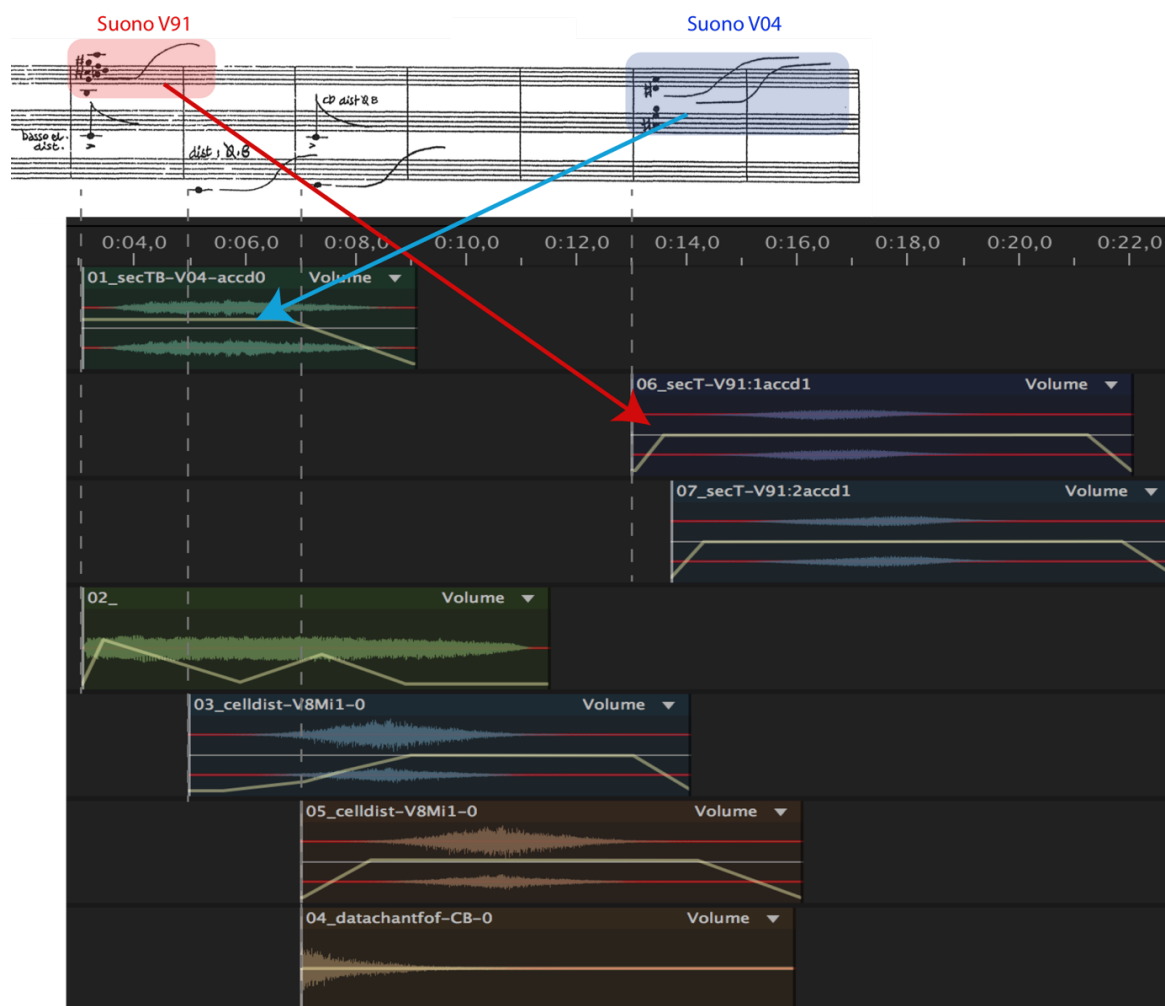 Suono V91
Suono V04
basso el.
dist.
cb dist
dist,
0:04,0 0:06,0 0:08,0 0:10,0 0:12,0 0:14,0 0:16,0 0:18,0 0:20,0 0:22,0
01_secTB-V04-accd0 Volume
06_secT-V91:1accd1 Volume
07_secT-V91:2accd1 Volume
02_ Volume
03_celldist-V8Mi1-0 Volume
05_celldist-V8Mi1-0 Volume
04_datachantfof-CB-0 Volume